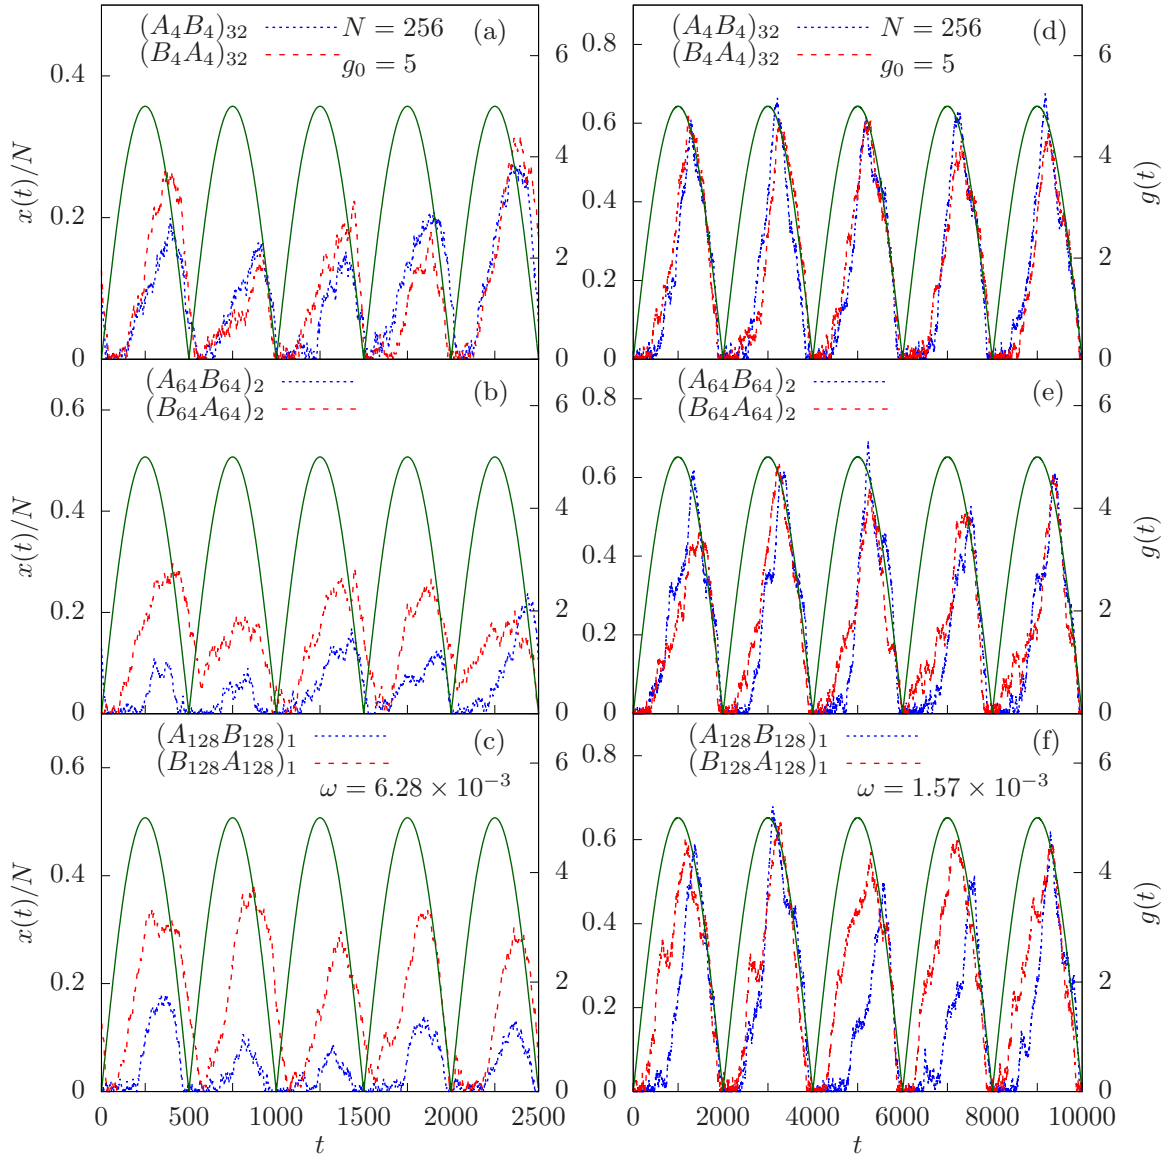 (A₄B₄)₃₂ N = 256 (a)
(B₄A₄)₃₂ g₀ = 5
0.4
0.2
0
6
4
2
0
x(t)/N
(A₄B₄)₃₂ N = 256 (d)
(B₄A₄)₃₂ g₀ = 5
0.8
0.6
0.4
0.2
0
6
4
2
0
g(t)
(A₆₄B₆₄)₂ (b)
(B₆₄A₆₄)₂
0.6
0.4
0.2
0
6
4
2
0
x(t)/N
(A₆₄B₆₄)₂ (e)
(B₆₄A₆₄)₂
0.8
0.6
0.4
0.2
0
6
4
2
0
g(t)
(A₁₂₈B₁₂₈)₁ (c)
(B₁₂₈A₁₂₈)₁
ω = 6.28 × 10⁻³
0.6
0.4
0.2
0
6
4
2
0
x(t)/N
0 500 1000 1500 2000 2500
t
(A₁₂₈B₁₂₈)₁ (f)
(B₁₂₈A₁₂₈)₁
ω = 1.57 × 10⁻³
0.8
0.6
0.4
0.2
0
6
4
2
0
g(t)
0 2000 4000 6000 8000 10000
t